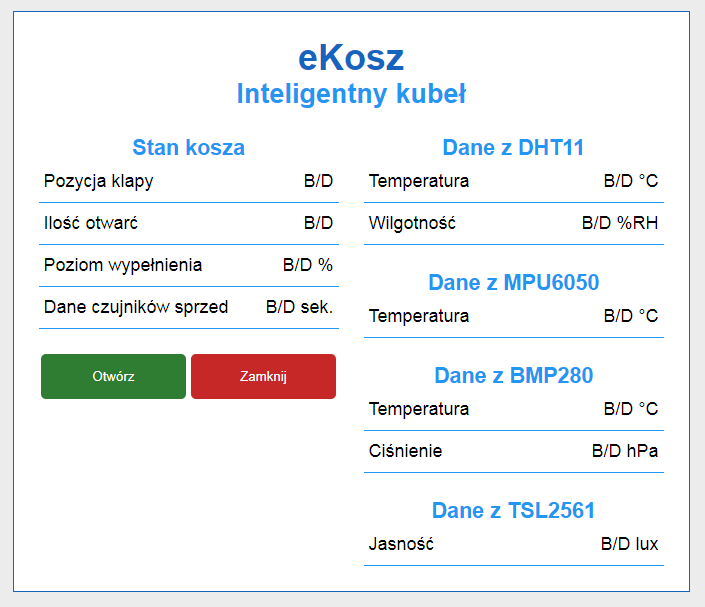 eKosz
Inteligentny kubeł
Stan kosza
Pozycja klapy B/D
Ilość otwarć B/D
Poziom wypełnienia B/D %
Dane czujników sprzed B/D sek.
Otwórz Zamknij
Dane z DHT11
Temperatura B/D °C
Wilgotność B/D %RH
Dane z MPU6050
Temperatura B/D °C
Dane z BMP280
Temperatura B/D °C
Ciśnienie B/D hPa
Dane z TSL2561
Jasność B/D lux